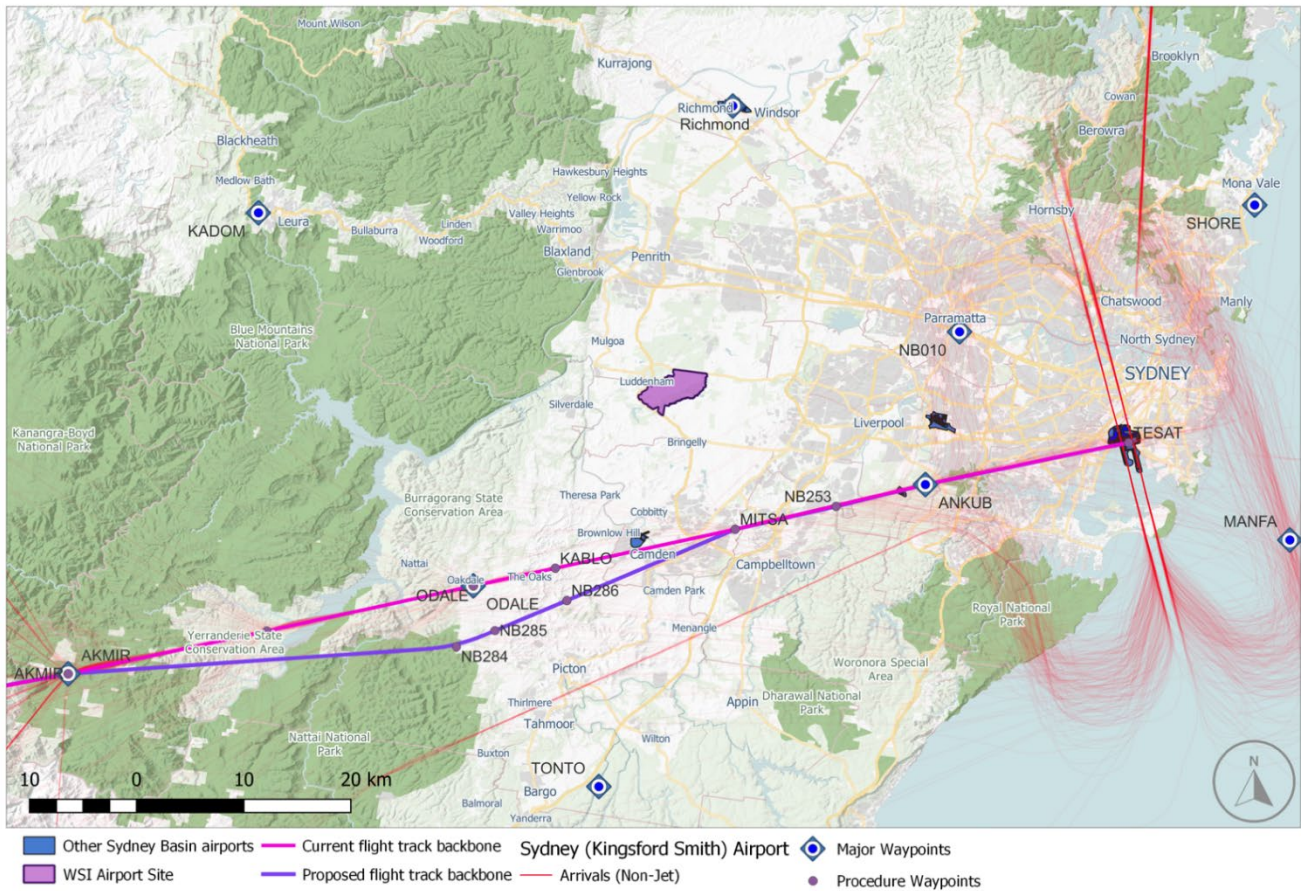 Mount Wilson
Kurrajong
Brooklyn
Cowan
Richmond
Windsor
Richmond
Berowra
Blackheath
Hawkesbury Heights
Medlow Bath
Mona Vale
Yellow Rock
Leura
Linden
Valley Heights
Hornsby
SHORE
KADOM
Bullaburra
Woodford
Warrimoo
Blaxland
Penrith
Glenbrook
Chatswood
Manly
Parramatta
Blue Mountains
National Park
North Sydney
Mulgoa
NB010
SYDNEY
Luddenham
Silverdale
Liverpool
TESAT
Kanangra-Boyd
National Park
Bringelly
Burragorang State
Conservation Area
Theresa Park
NB253
ANKUB
Cobbitty
MITSA
MANFA
Brownlow Hill
Camden
Nattai
KABLO
Campbelltown
Oakdale
The Oaks
ODALE
ODALE
NB286
Camden Park
Royal National
Park
Yerranderie State
Conservation Area
NB285
Menangle
AKMIR
AKMIR
NB284
Picton
Woronora Special
Area
Thirlmere
Appin
Dharawal National
Park
Nattai National
Park
Tahmoor
Buxton
Wilton
TONTO
N
10 0 10 20 km
Bargo
Balmoral
Yanderra
Other Sydney Basin airports
Current flight track backbone
Sydney (Kingsford Smith) Airport
Major Waypoints
WSI Airport Site
Proposed flight track backbone
Arrivals (Non-Jet)
Procedure Waypoints